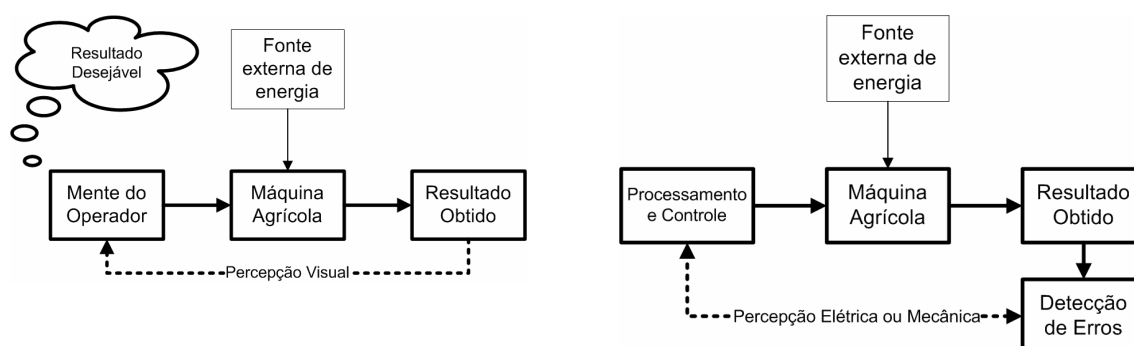 Resultado
Desejável
Fonte
externa de
energia
Mente do
Operador
Máquina
Agrícola
Resultado
Obtido
Percepção Visual
Fonte
externa de
energia
Processamento
e Controle
Máquina
Agrícola
Resultado
Obtido
Percepção Elétrica ou Mecânica
Detecção
de Erros